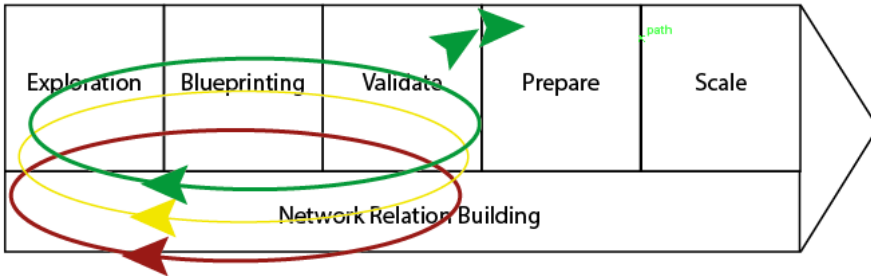 path
Exploration
Blueprinting
Validate
Prepare
Scale
Network Relation Building